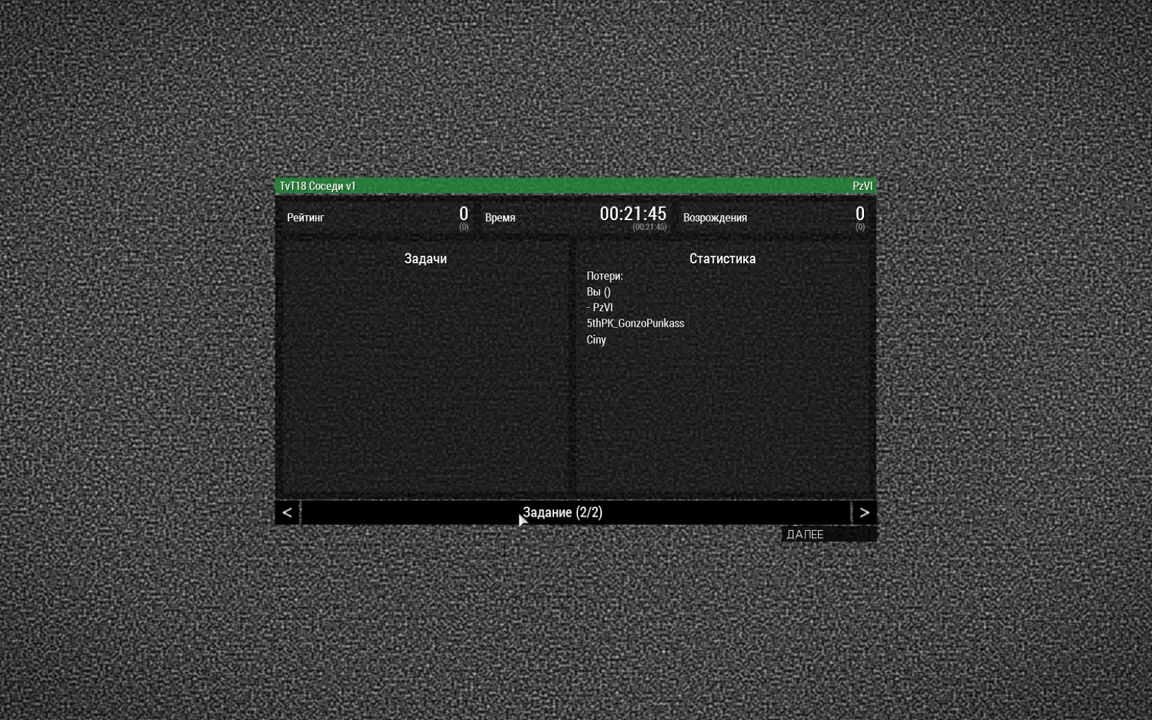 TvT18 Соседи v1 PzVI
Рейтинг 0 Время 00:21:45 Возрождения 0
(0) (00:21:45) (0)
Задачи
Статистика
Потери:
Вы ()
- PzVI
5thPK_GonzoPunkass
Ciny
< Задание (2/2) >
ДАЛЕЕ